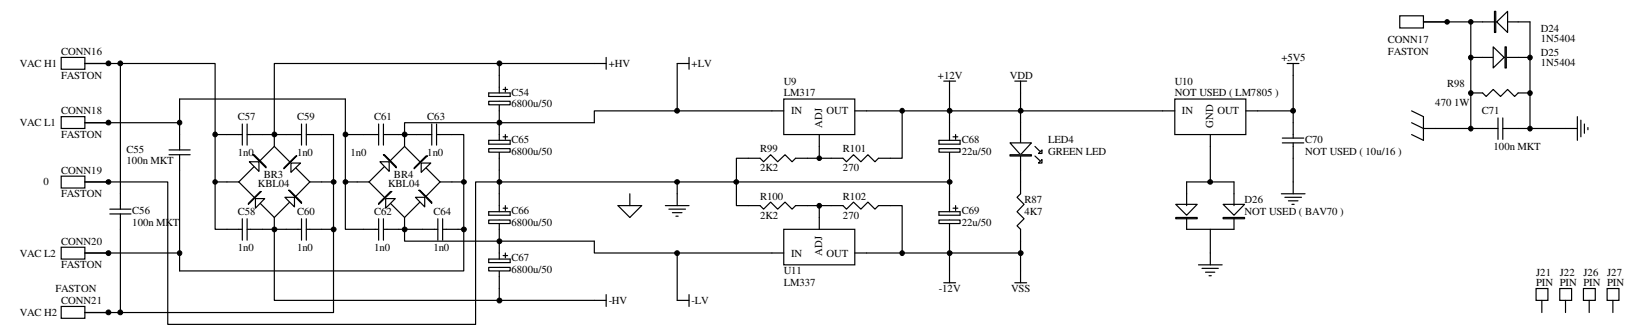 CONN16
VAC H1
FASTON
CONN18
VAC L1
FASTON
C55
100n MKT
CONN19
0
FASTON
C56
100n MKT
CONN20
VAC L2
FASTON
FASTON
CONN21
VAC H2
C57
1n0
C59
1n0
BR3
KBL04
C58
1n0
C60
1n0
C61
1n0
C63
1n0
BR4
KBL04
C62
1n0
C64
1n0
+HV
C54
6800u/50
C65
6800u/50
C66
6800u/50
C67
6800u/50
-HV
+LV
-LV
U9
LM317
IN
OUT
ADJ
R99
2K2
R101
270
R100
2K2
R102
270
IN
ADJ
OUT
U11
LM337
+12V
C68
22u/50
C69
22u/50
-12V
VDD
LED4
GREEN LED
R87
4K7
VSS
U10
NOT USED ( LM7805 )
IN
OUT
GND
+5V5
C70
NOT USED ( 10u/16 )
D26
NOT USED ( BAV70 )
CONN17
FASTON
D24
1N5404
D25
1N5404
R98
470 1W
C71
100n MKT
J21
PIN
J22
PIN
J26
PIN
J27
PIN